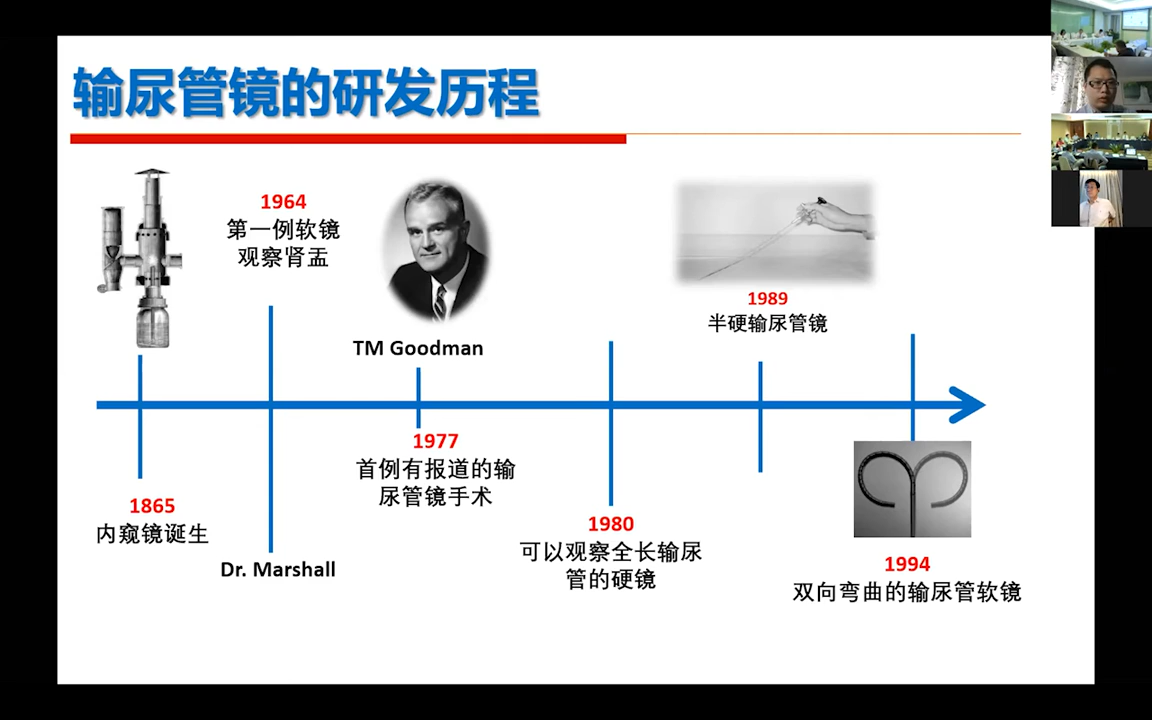 输尿管镜的研发历程
1964
第一例软镜
观察肾盂
TM Goodman
1989
半硬输尿管镜
1977
首例有报道的输
尿管镜手术
1865
内窥镜诞生
Dr. Marshall
1980
可以观察全长输尿
管的硬镜
1994
双向弯曲的输尿管软镜